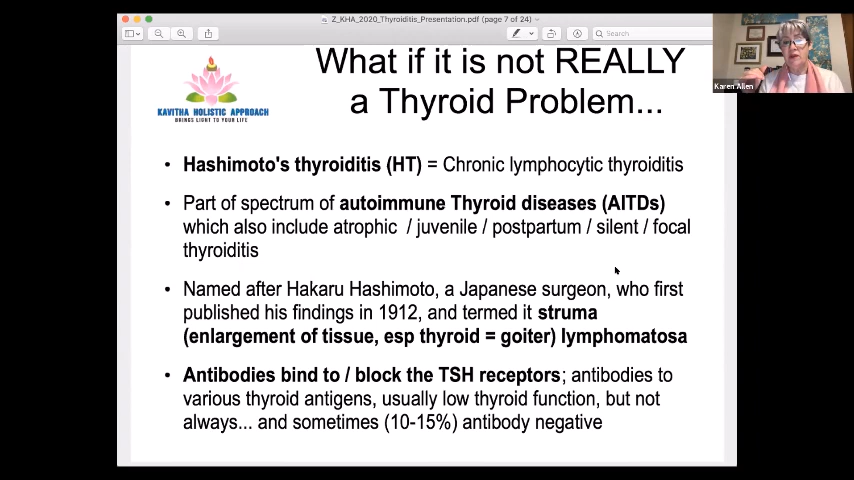 Z_KHA_2020_Thyroiditis_Presentation.pdf (page 7 of 24)
Search
Karen Allen
What if it is not REALLY
a Thyroid Problem...
KAVITHA HOLISTIC APPROACH
BRINGS LIGHT TO YOUR LIFE
• Hashimoto's thyroiditis (HT) = Chronic lymphocytic thyroiditis
• Part of spectrum of autoimmune Thyroid diseases (AITDs)
which also include atrophic / juvenile / postpartum / silent / focal
thyroiditis
• Named after Hakaru Hashimoto, a Japanese surgeon, who first
published his findings in 1912, and termed it struma
(enlargement of tissue, esp thyroid = goiter) lymphomatosa
• Antibodies bind to / block the TSH receptors; antibodies to
various thyroid antigens, usually low thyroid function, but not
always... and sometimes (10-15%) antibody negative